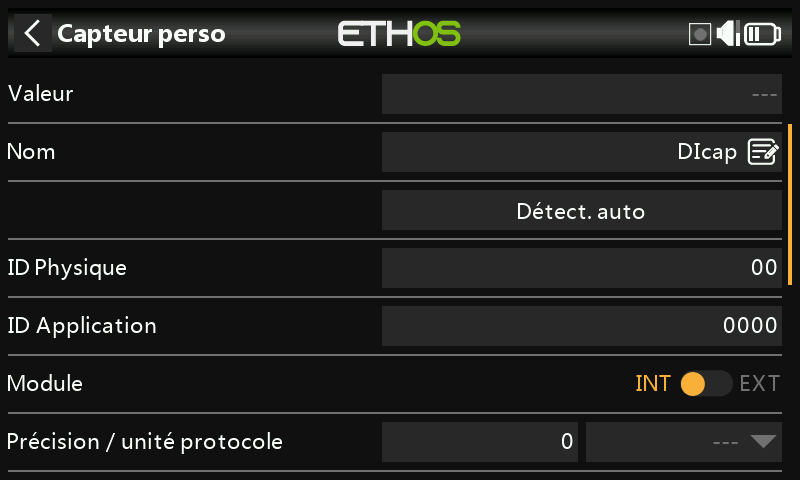 Capteur perso ETHOS
Valeur ---
Nom DIcap
Détect. auto
ID Physique 00
ID Application 0000
Module INT EXT
Précision / unité protocole 0 ---